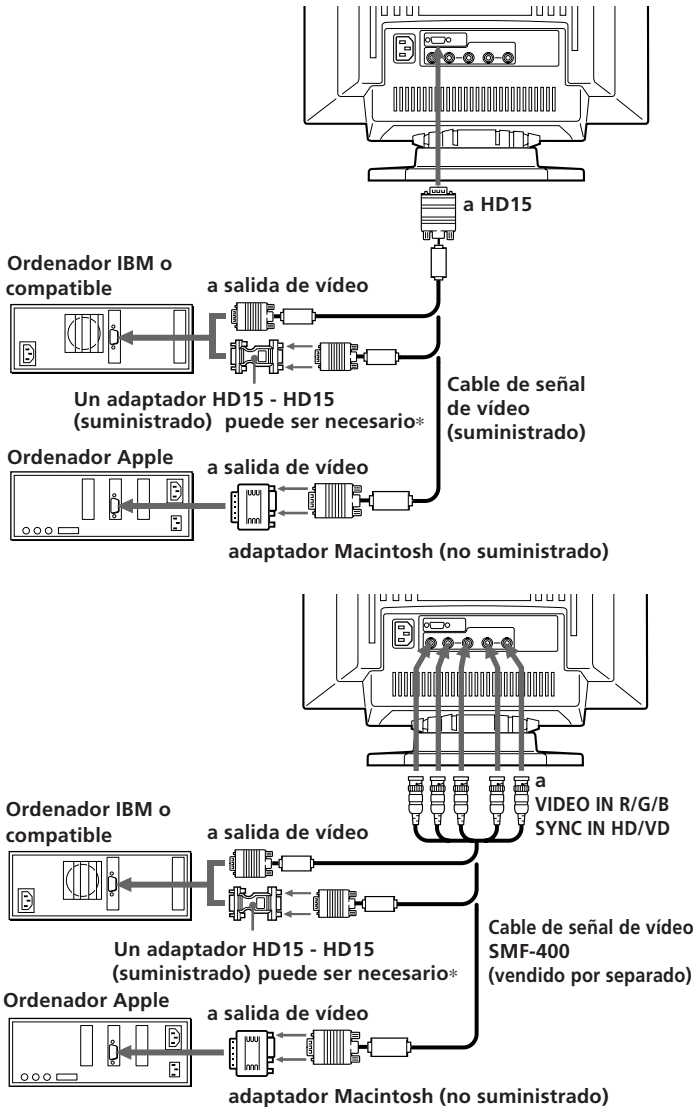 a HD15
Ordenador IBM o
compatible
a salida de vídeo
Un adaptador HD15 - HD15
(suministrado) puede ser necesario*
Cable de señal
de vídeo
(suministrado)
Ordenador Apple
a salida de vídeo
adaptador Macintosh (no suministrado)
a
VIDEO IN R/G/B
SYNC IN HD/VD
Ordenador IBM o
compatible
a salida de vídeo
Un adaptador HD15 - HD15
(suministrado) puede ser necesario*
Cable de señal de vídeo
SMF-400
(vendido por separado)
Ordenador Apple
a salida de vídeo
adaptador Macintosh (no suministrado)